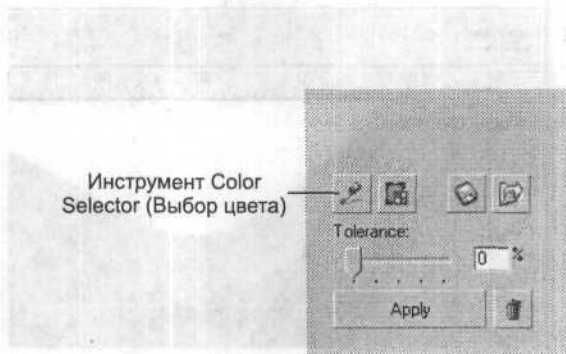 Инструмент Color
Selector (Выбор цвета)
Tolerance:
0 %
Apply